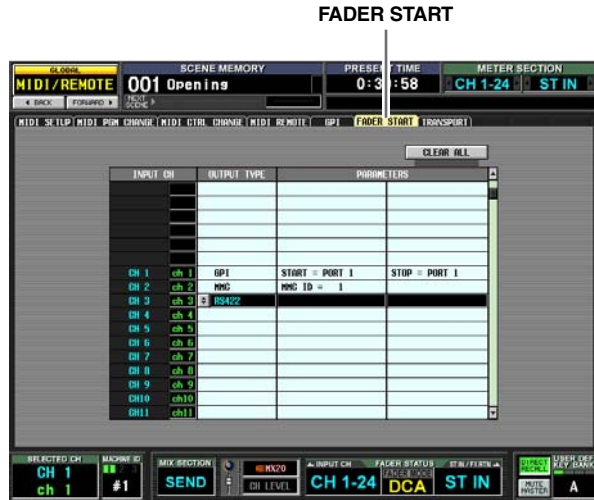 FADER START
GLOBAL SCENE MEMORY PRESENT TIME METER SECTION
MIDI/REMOTE 001 Opening 0:30:58 CH 1-24 ST IN
BACK FORWARD NEXT SCENE
MIDI SETUP MIDI PGM CHANGE MIDI CTRL CHANGE MIDI REMOTE GPI FADER START TRANSPORT
CLEAR ALL
INPUT CH OUTPUT TYPE PARAMETERS
CH 1 ch 1 GPI START = PORT 1 STOP = PORT 1
CH 2 ch 2 MMC MMC ID = 1
CH 3 ch 3 RS422
CH 4 ch 4
CH 5 ch 5
CH 6 ch 6
CH 7 ch 7
CH 8 ch 8
CH 9 ch 9
CH10 ch10
CH11 ch11
SELECTED CH MACHINE ID MIX SECTION MIX20 INPUT CH FADER STATUS ST IN/FX RTN DIRECT RECALL USER DEF KEY BANK
CH 1 1 2 3 SEND CH LEVEL CH 1-24 FADER MODE ST IN
ch 1 #1 DCA MUTE MASTER A